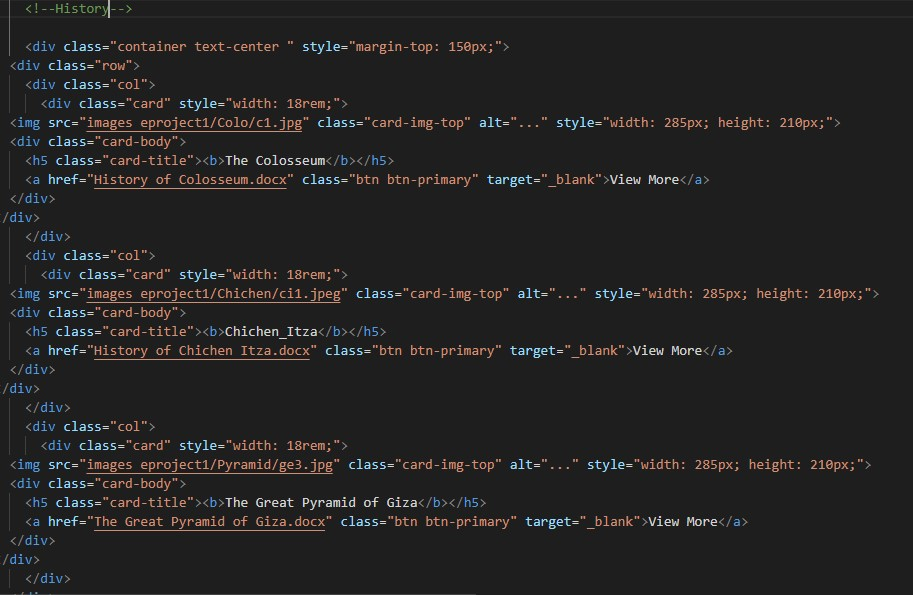 <!--History-->
<div class="container text-center " style="margin-top: 150px;">
<div class="row">
<div class="col">
<div class="card" style="width: 18rem;">
<img src="images eproject1/Colo/c1.jpg" class="card-img-top" alt="..." style="width: 285px; height: 210px;">
<div class="card-body">
<h5 class="card-title"><b>The Colosseum</b></h5>
<a href="History of Colosseum.docx" class="btn btn-primary" target="_blank">View More</a>
</div>
/div>
</div>
<div class="col">
<div class="card" style="width: 18rem;">
<img src="images eproject1/Chichen/ci1.jpeg" class="card-img-top" alt="..." style="width: 285px; height: 210px;">
<div class="card-body">
<h5 class="card-title"><b>Chichen_Itza</b></h5>
<a href="History of Chichen Itza.docx" class="btn btn-primary" target="_blank">View More</a>
</div>
/div>
</div>
<div class="col">
<div class="card" style="width: 18rem;">
<img src="images eproject1/Pyramid/ge3.jpg" class="card-img-top" alt="..." style="width: 285px; height: 210px;">
<div class="card-body">
<h5 class="card-title"><b>The Great Pyramid of Giza</b></h5>
<a href="The Great Pyramid of Giza.docx" class="btn btn-primary" target="_blank">View More</a>
</div>
/div>
</div>